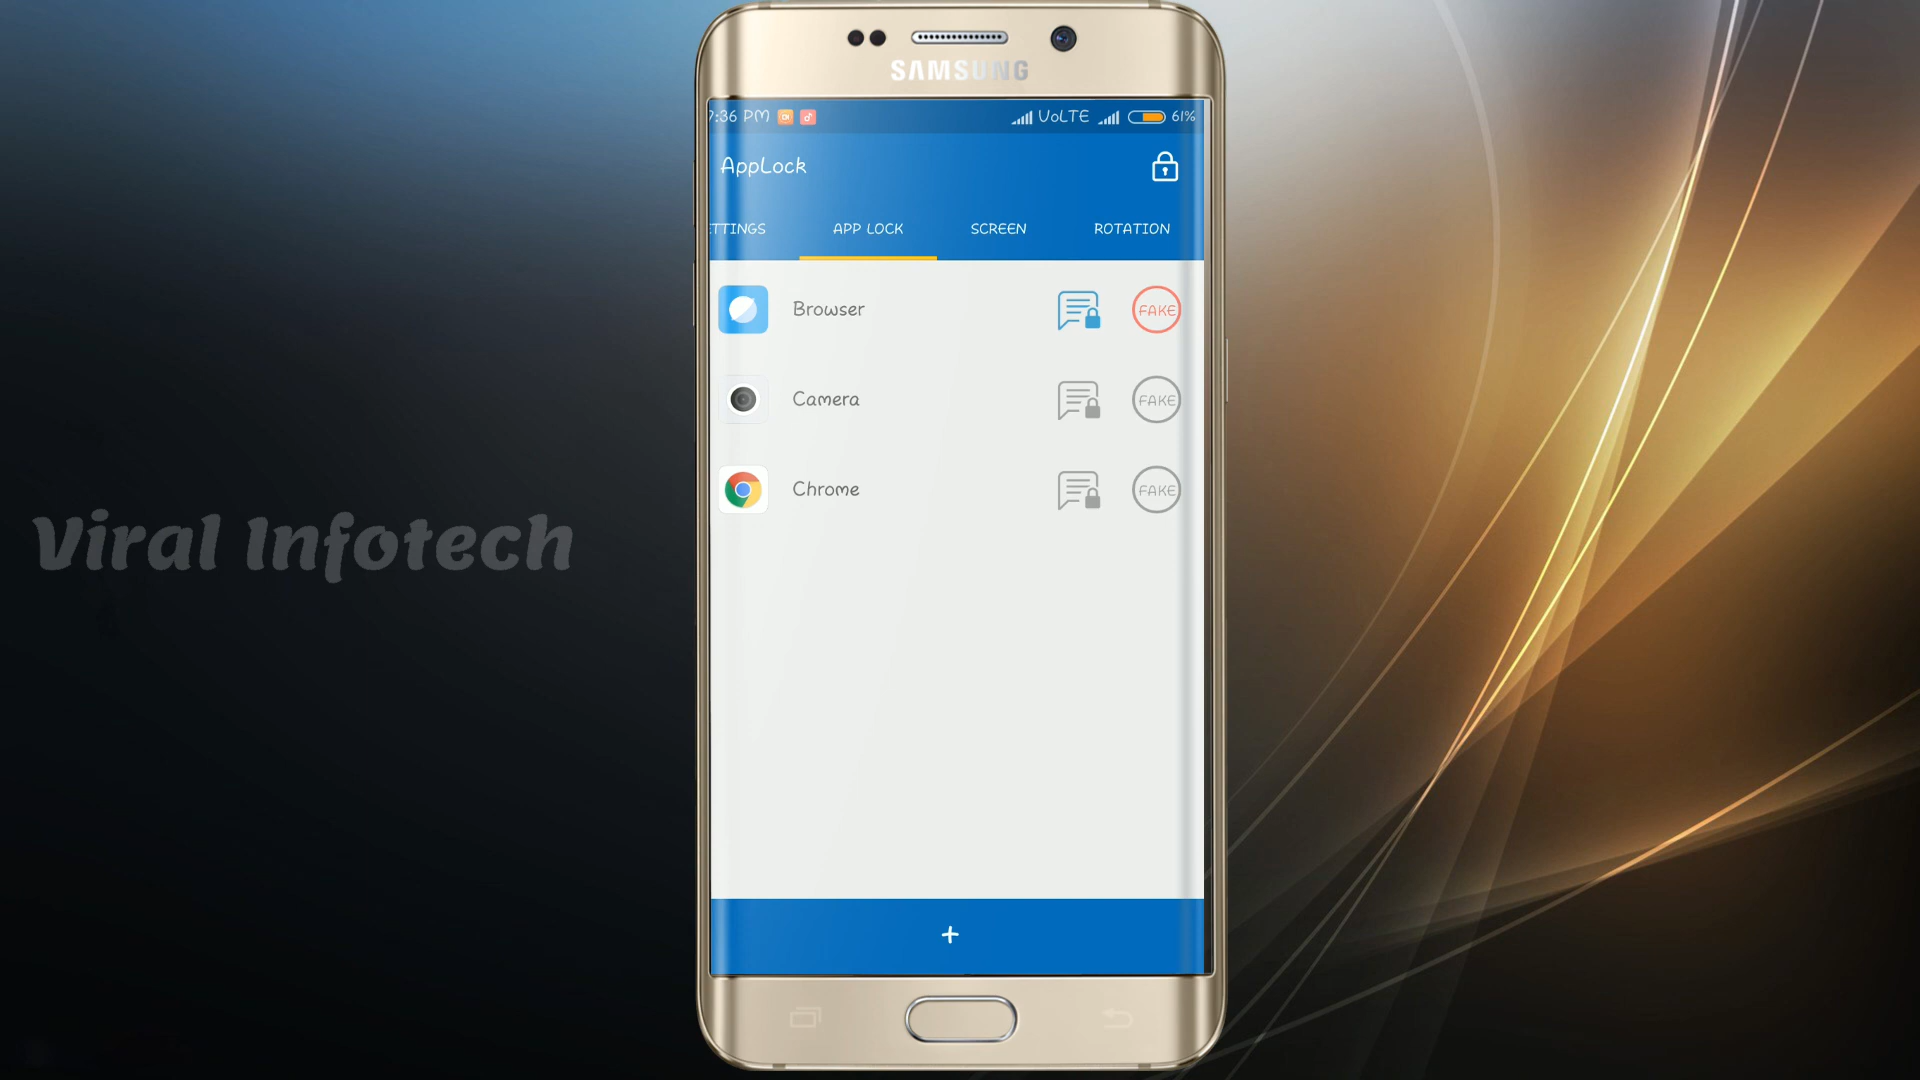 SAMSUNG
7:36 PM VoLTE 61%
AppLock
ETTINGS APP LOCK SCREEN ROTATION
Browser FAKE
Camera FAKE
Chrome FAKE
+
Viral Infotech